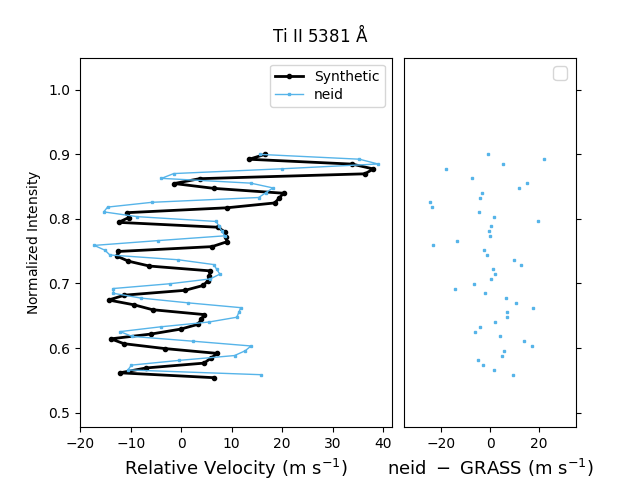 Ti II 5381 Å
Normalized Intensity
1.0
0.9
0.8
0.7
0.6
0.5
Synthetic
neid
−20 −10 0 10 20 30 40
−20 0 20
Relative Velocity (m s⁻¹)
neid − GRASS (m s⁻¹)